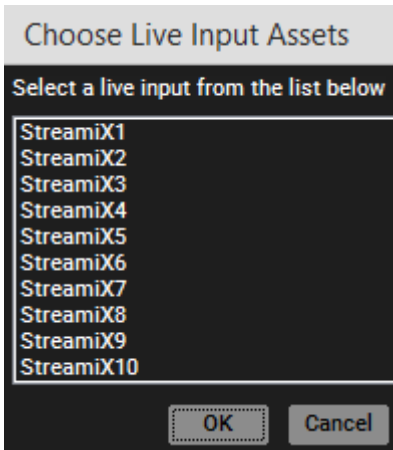 Choose Live Input Assets
Select a live input from the list below
StreamiX1
StreamiX2
StreamiX3
StreamiX4
StreamiX5
StreamiX6
StreamiX7
StreamiX8
StreamiX9
StreamiX10
OK Cancel